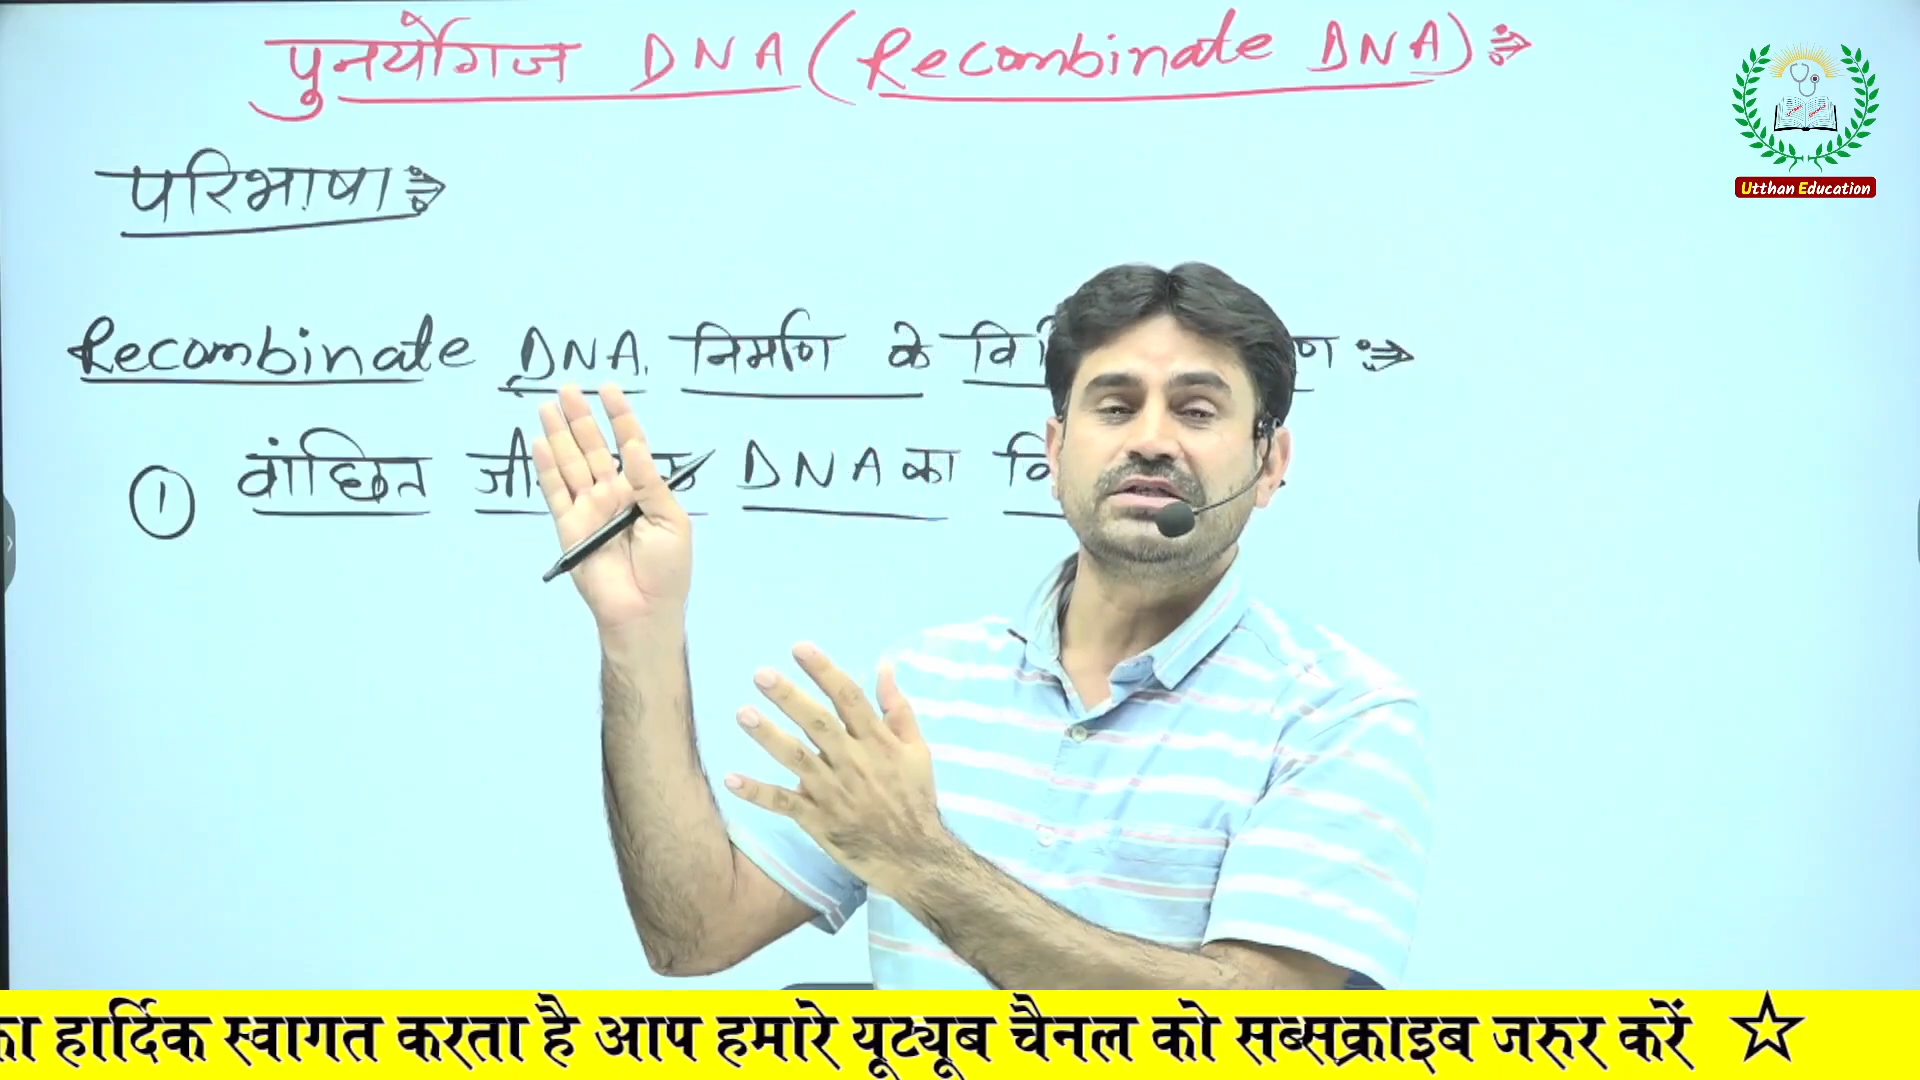 पुनर्योगज DNA (Recombinate DNA) :⇒
परिभाषा :⇒
Recombinate DNA निर्माण के
① वांछित DNA का
Utthan Education
का हार्दिक स्वागत करता है आप हमारे यूट्यूब चैनल को सब्सक्राइब जरुर करें ☆